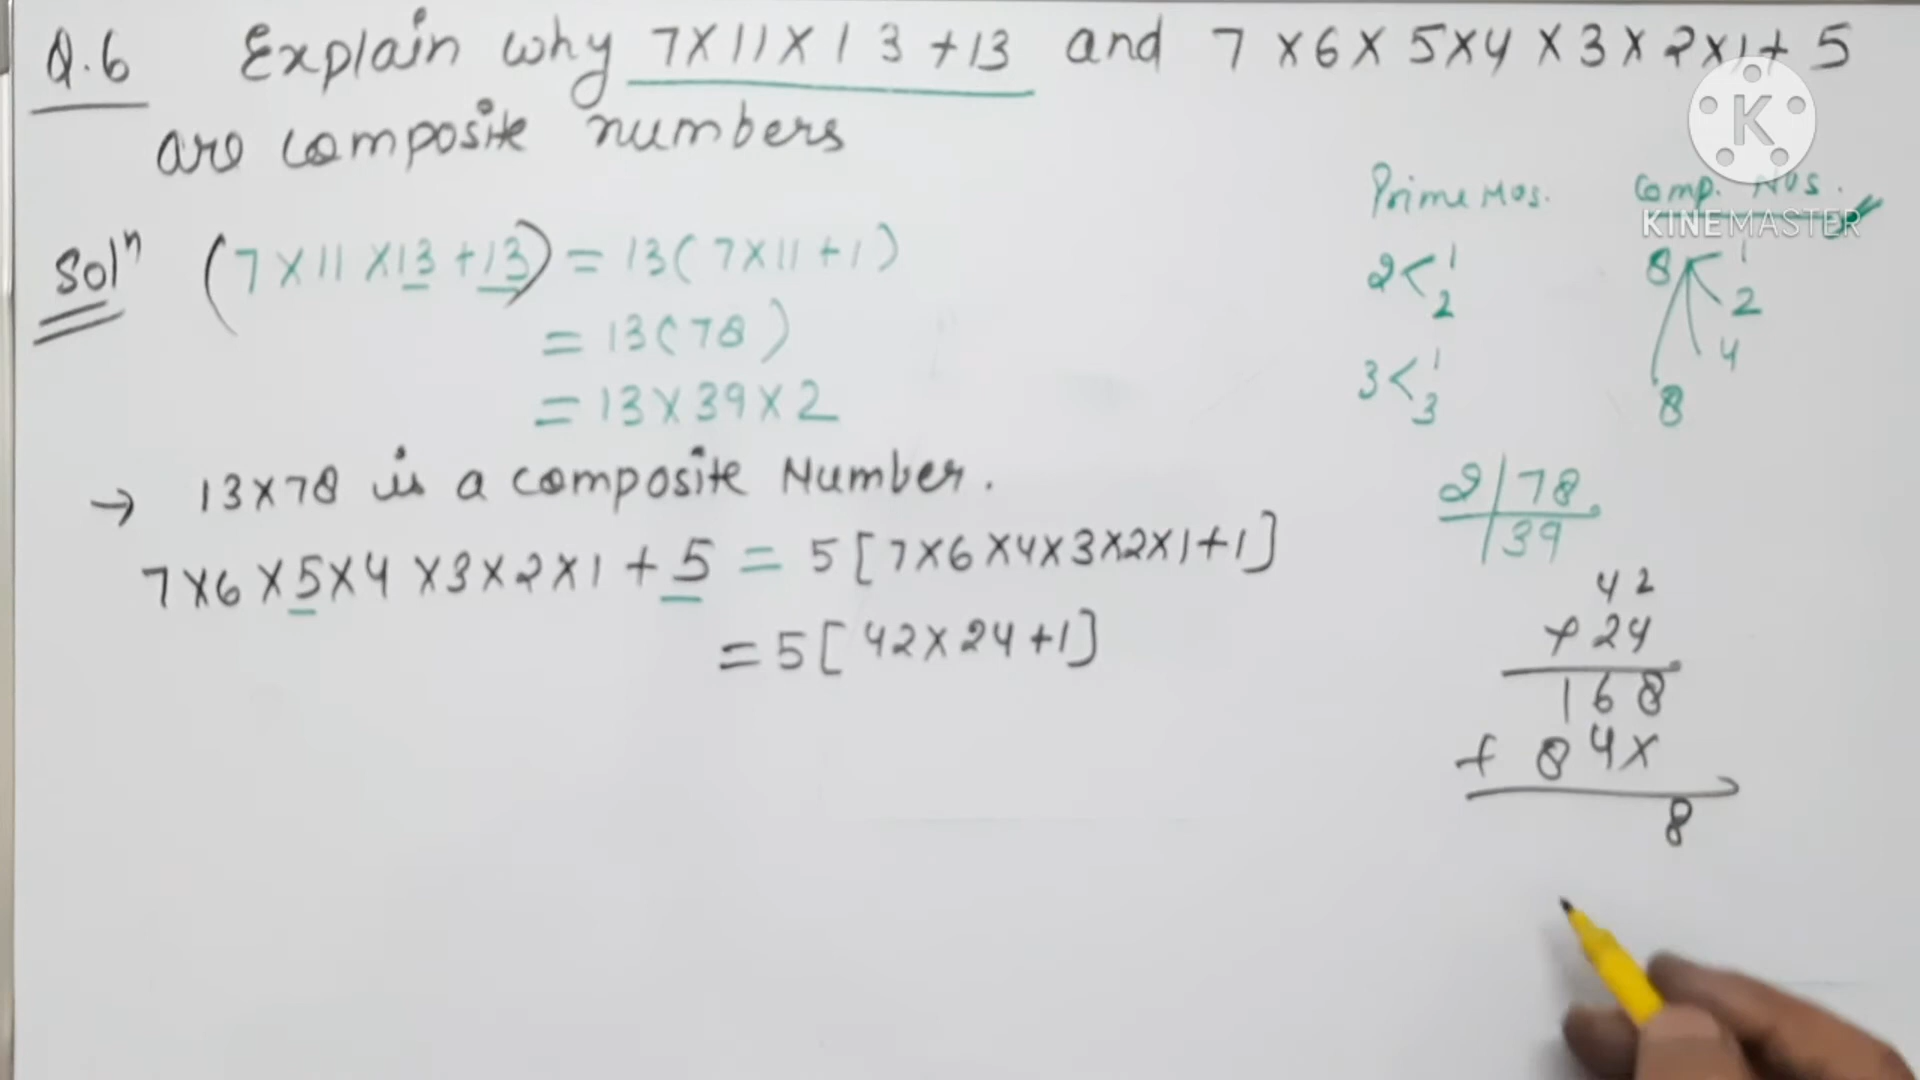 Q.6 Explain why 7×11×13+13 and 7×6×5×4×3×2×1+5
are composite numbers
Prime Nos. Comp. Nos.
K
KINEMASTER
Solⁿ (7×11×13+13) = 13(7×11+1)
= 13(78)
= 13×39×2
2< 1
2
3< 1
3
8 1
2
4
8
→ 13×78 is a composite Number.
7×6×5×4×3×2×1+5 = 5[7×6×4×3×2×1+1]
= 5[42×24+1]
2|78
|39
42
×24
168
+84×
8